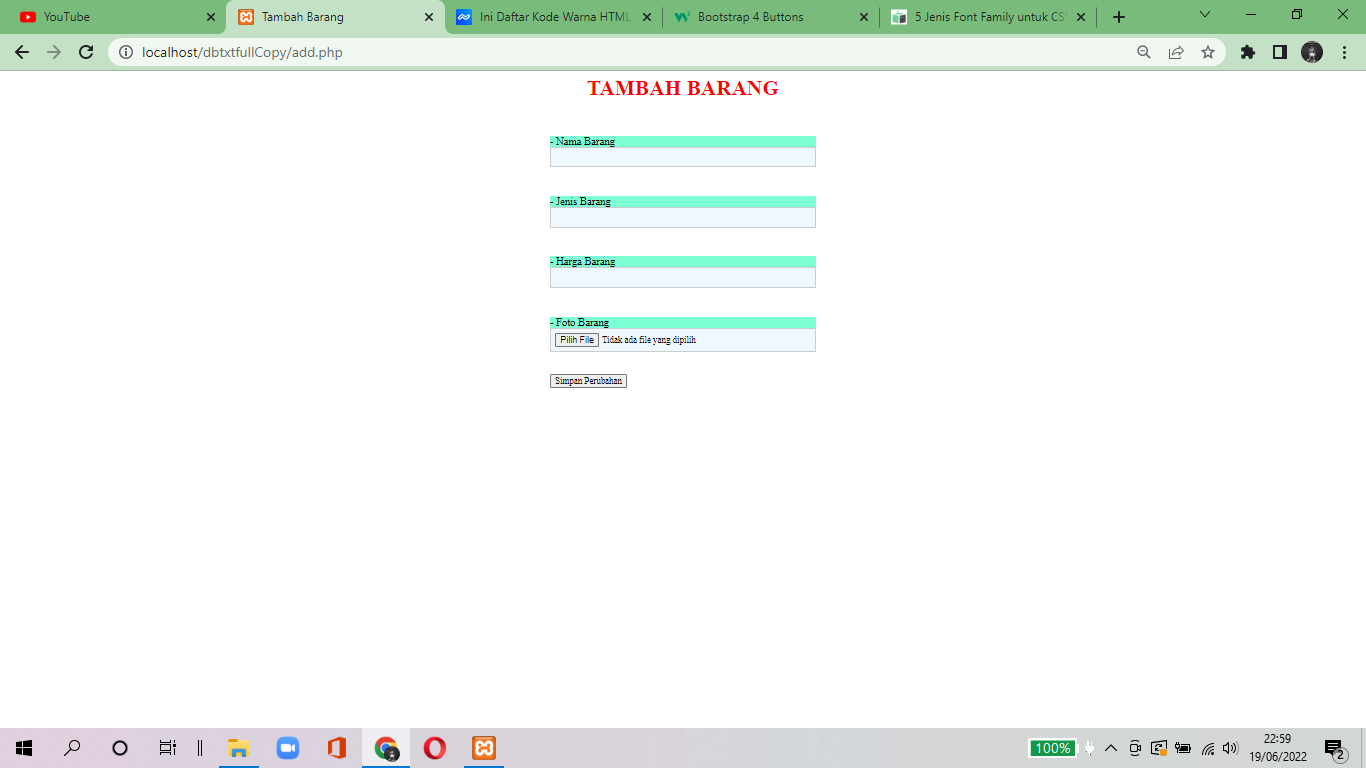 YouTube
Tambah Barang
Ini Daftar Kode Warna HTML
Bootstrap 4 Buttons
5 Jenis Font Family untuk CSS
localhost/dbtxtfullCopy/add.php
TAMBAH BARANG
- Nama Barang
- Jenis Barang
- Harga Barang
- Foto Barang
Pilih File Tidak ada file yang dipilih
Simpan Perubahan
100%
22:59
19/06/2022
2